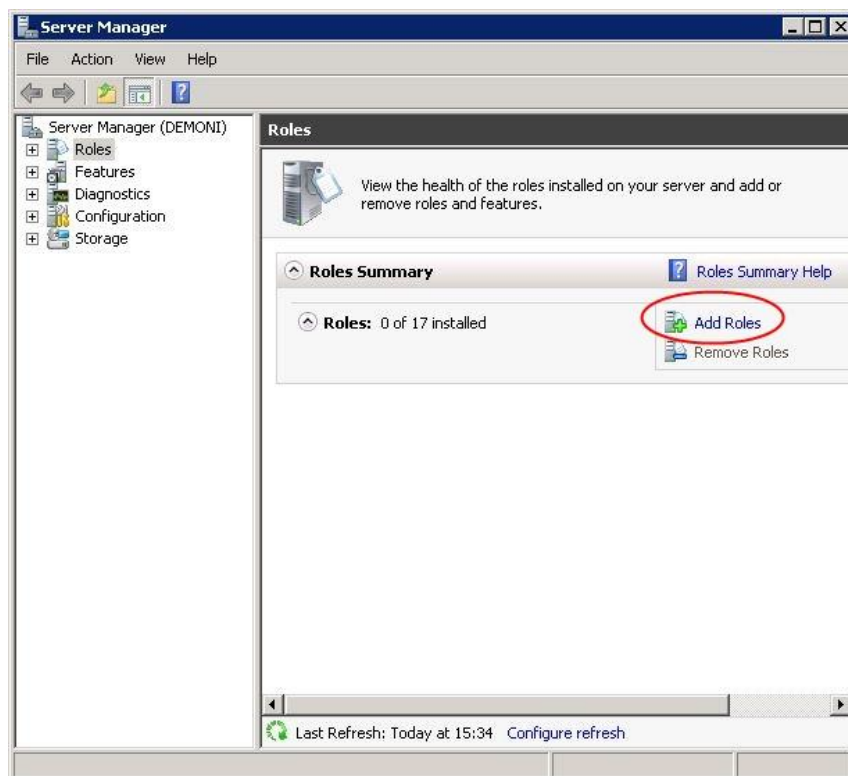 Server Manager
File Action View Help
Server Manager (DEMONI)
Roles
Features
Diagnostics
Configuration
Storage
Roles
View the health of the roles installed on your server and add or
remove roles and features.
Roles Summary
Roles Summary Help
Roles: 0 of 17 installed
Add Roles
Remove Roles
Last Refresh: Today at 15:34 Configure refresh